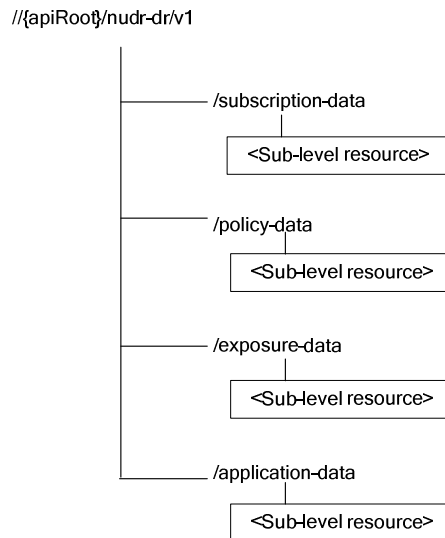 //{apiRoot}/nudr-dr/v1
/subscription-data
<Sub-level resource>
/policy-data
<Sub-level resource>
/exposure-data
<Sub-level resource>
/application-data
<Sub-level resource>